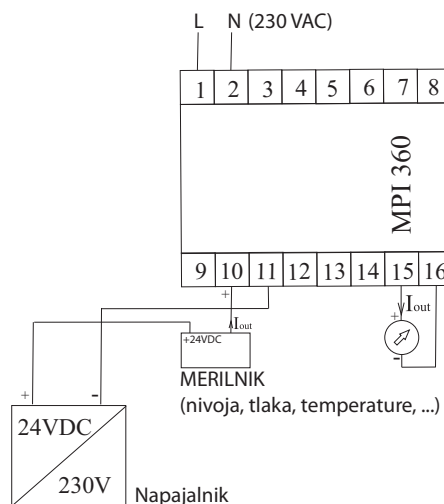 L N (230 VAC)
1 2 3 4 5 6 7 8
MPI 360
9 10 11 12 13 14 15 16
+ Iout + Iout
+24VDC
-
MERILNIK
(nivoja, tlaka, temperature, ...)
+ -
24VDC
230V
Napajalnik